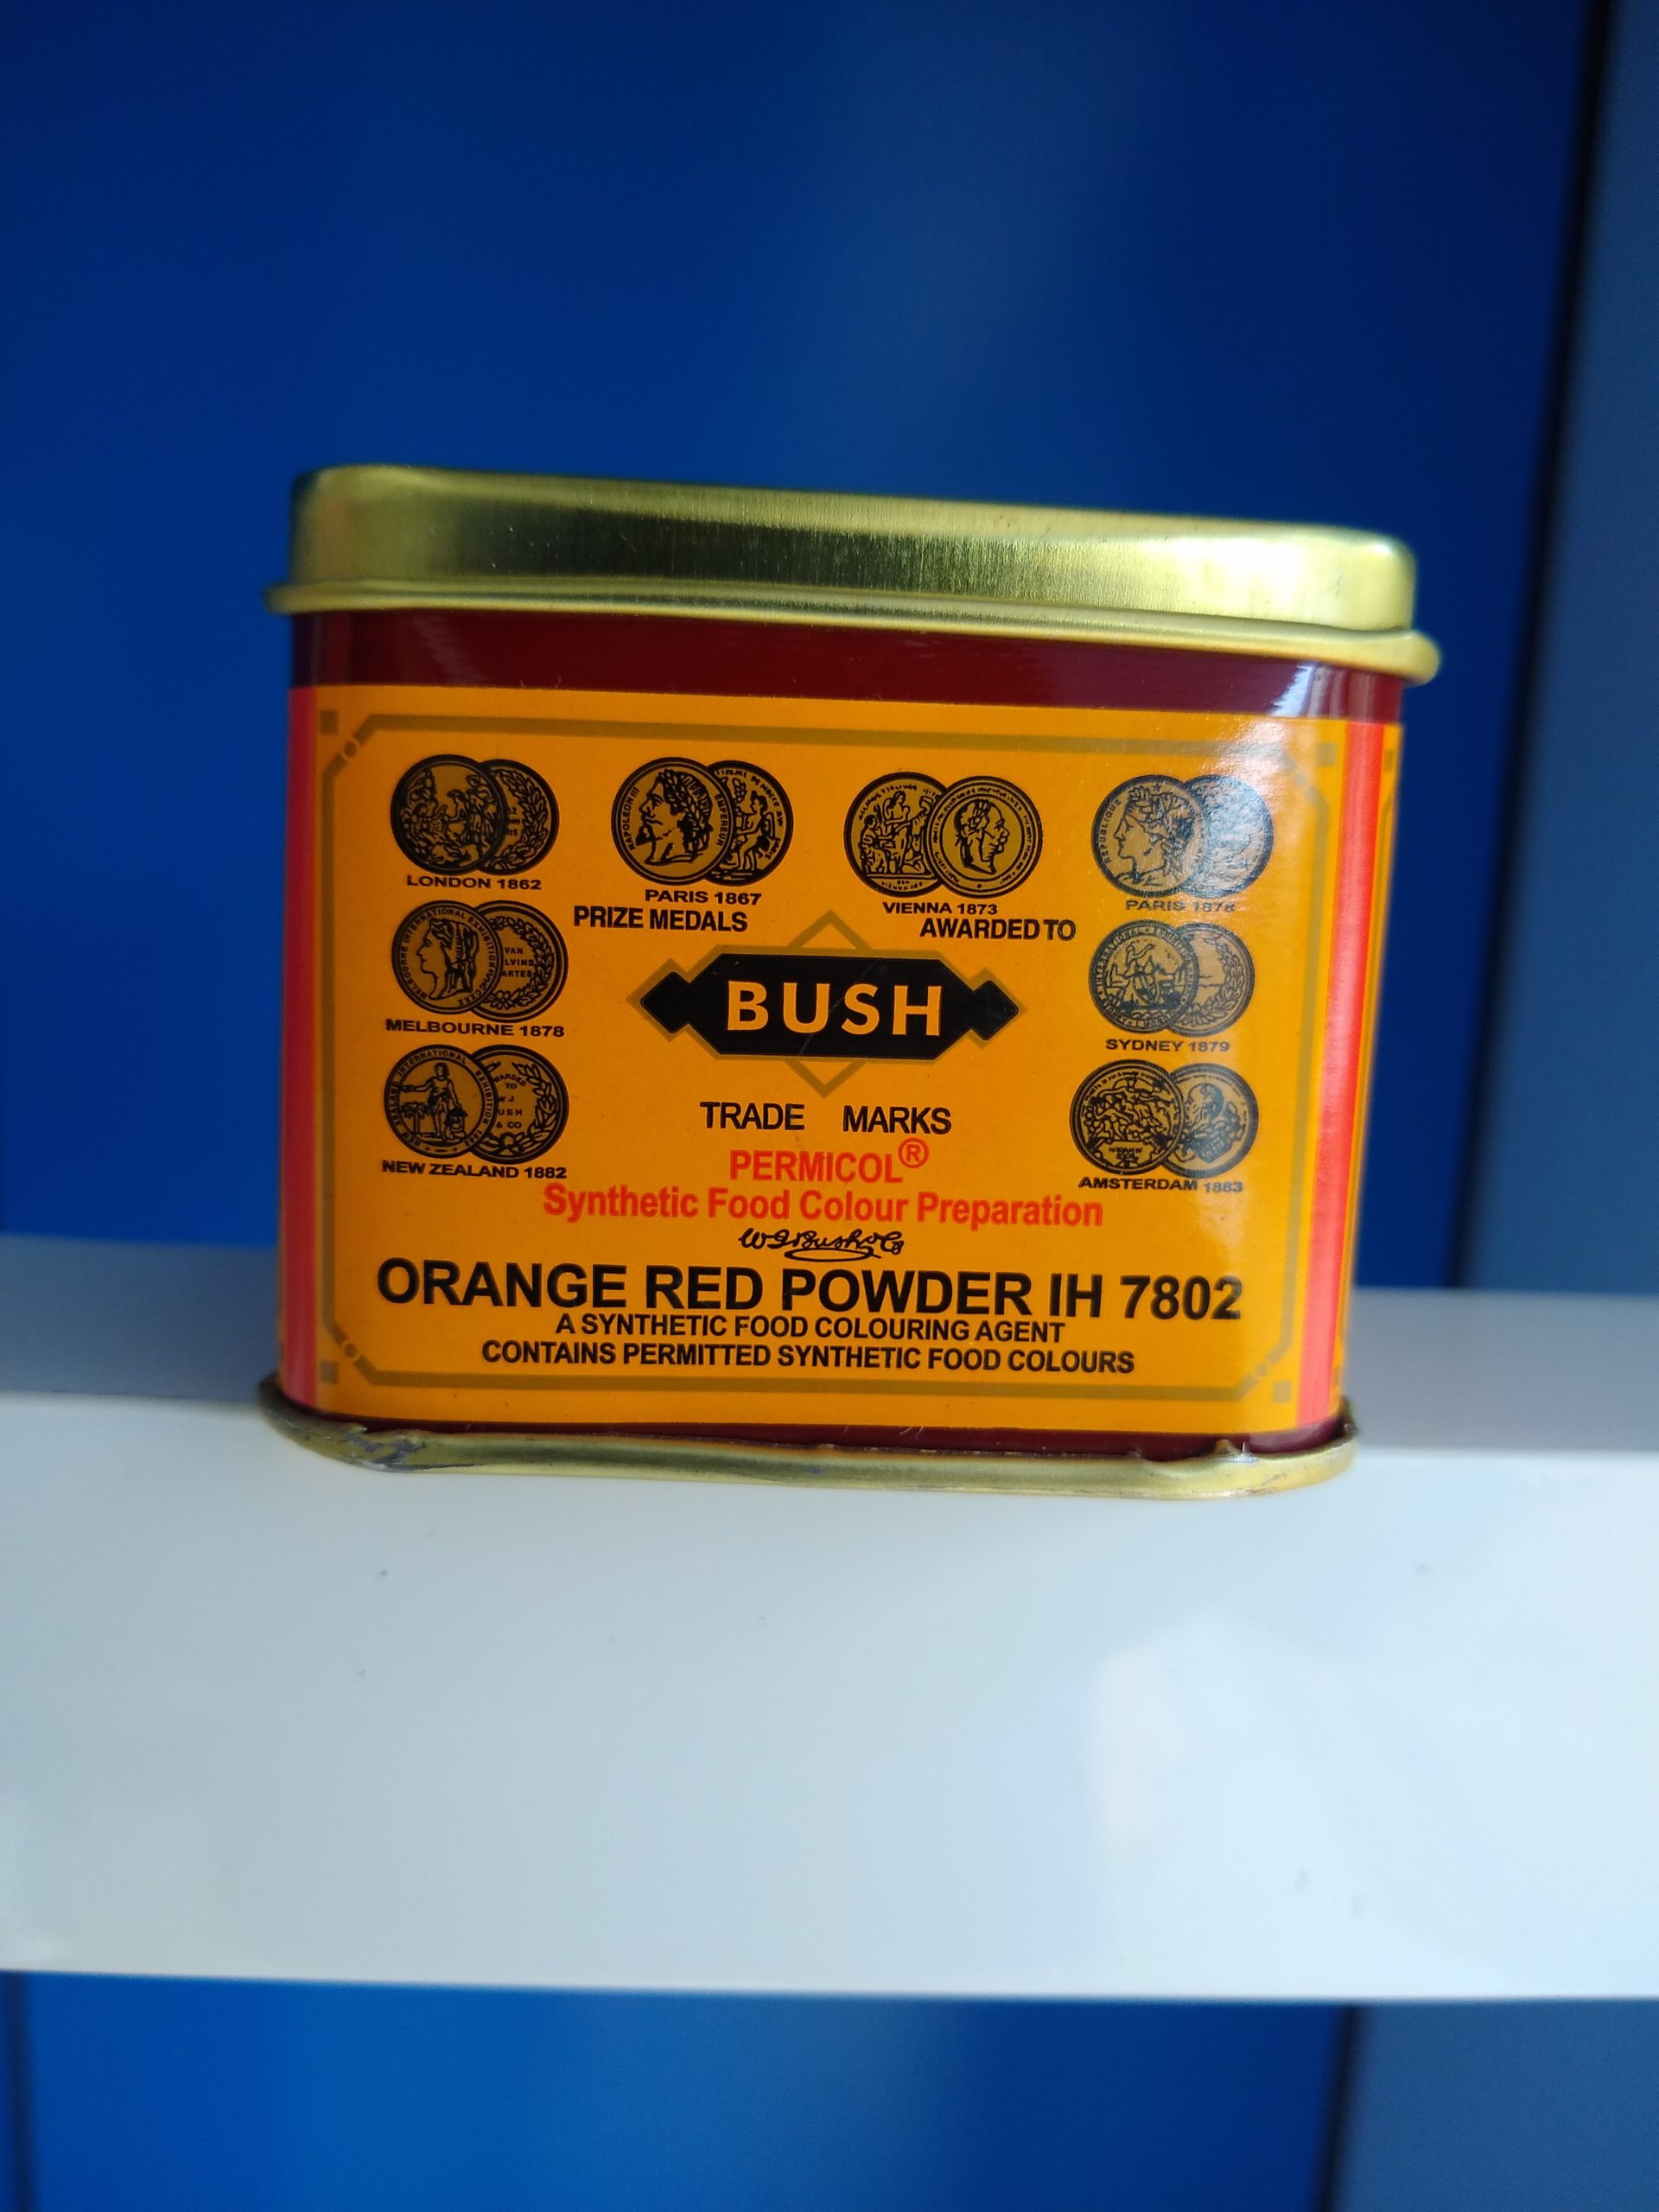 LONDON 1862
PARIS 1867
VIENNA 1873
PARIS 1878
PRIZE MEDALS AWARDED TO
BUSH
MELBOURNE 1878
SYDNEY 1879
NEW ZEALAND 1882
AMSTERDAM 1883
TRADE MARKS
PERMICOL®
Synthetic Food Colour Preparation
W J Bush & Co
ORANGE RED POWDER IH 7802
A SYNTHETIC FOOD COLOURING AGENT
CONTAINS PERMITTED SYNTHETIC FOOD COLOURS